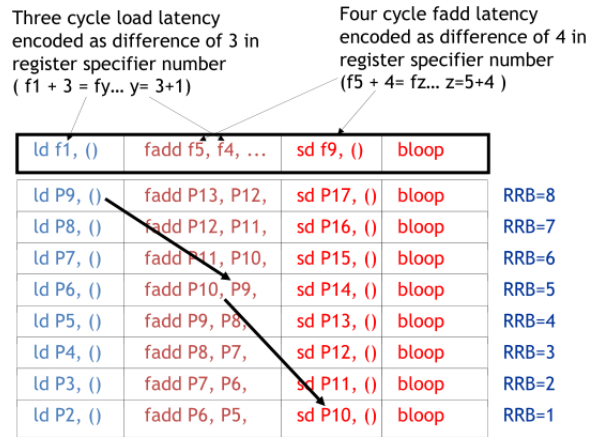 Three cycle load latency
encoded as difference of 3 in
register specifier number
( f1 + 3 = fy... y= 3+1)
Four cycle fadd latency
encoded as difference of 4 in
register specifier number
(f5 + 4= fz... z=5+4 )
ld f1, () fadd f5, f4, ... sd f9, () bloop
ld P9, () fadd P13, P12, sd P17, () bloop RRB=8
ld P8, () fadd P12, P11, sd P16, () bloop RRB=7
ld P7, () fadd P11, P10, sd P15, () bloop RRB=6
ld P6, () fadd P10, P9, sd P14, () bloop RRB=5
ld P5, () fadd P9, P8, sd P13, () bloop RRB=4
ld P4, () fadd P8, P7, sd P12, () bloop RRB=3
ld P3, () fadd P7, P6, sd P11, () bloop RRB=2
ld P2, () fadd P6, P5, sd P10, () bloop RRB=1